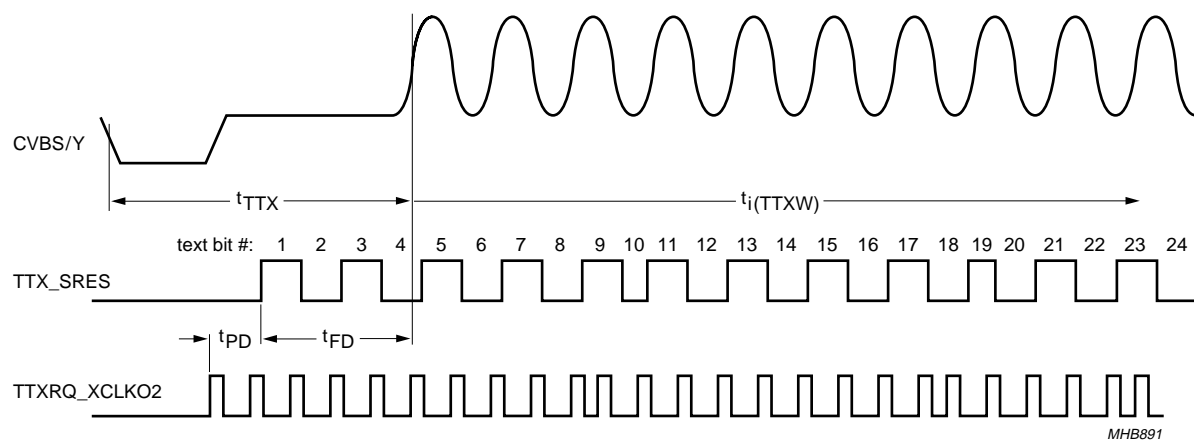 CVBS/Y
tTTX
ti(TTXW)
text bit #: 1 2 3 4 5 6 7 8 9 10 11 12 13 14 15 16 17 18 19 20 21 22 23 24
TTX_SRES
tPD
tFD
TTXRQ_XCLKO2
MHB891